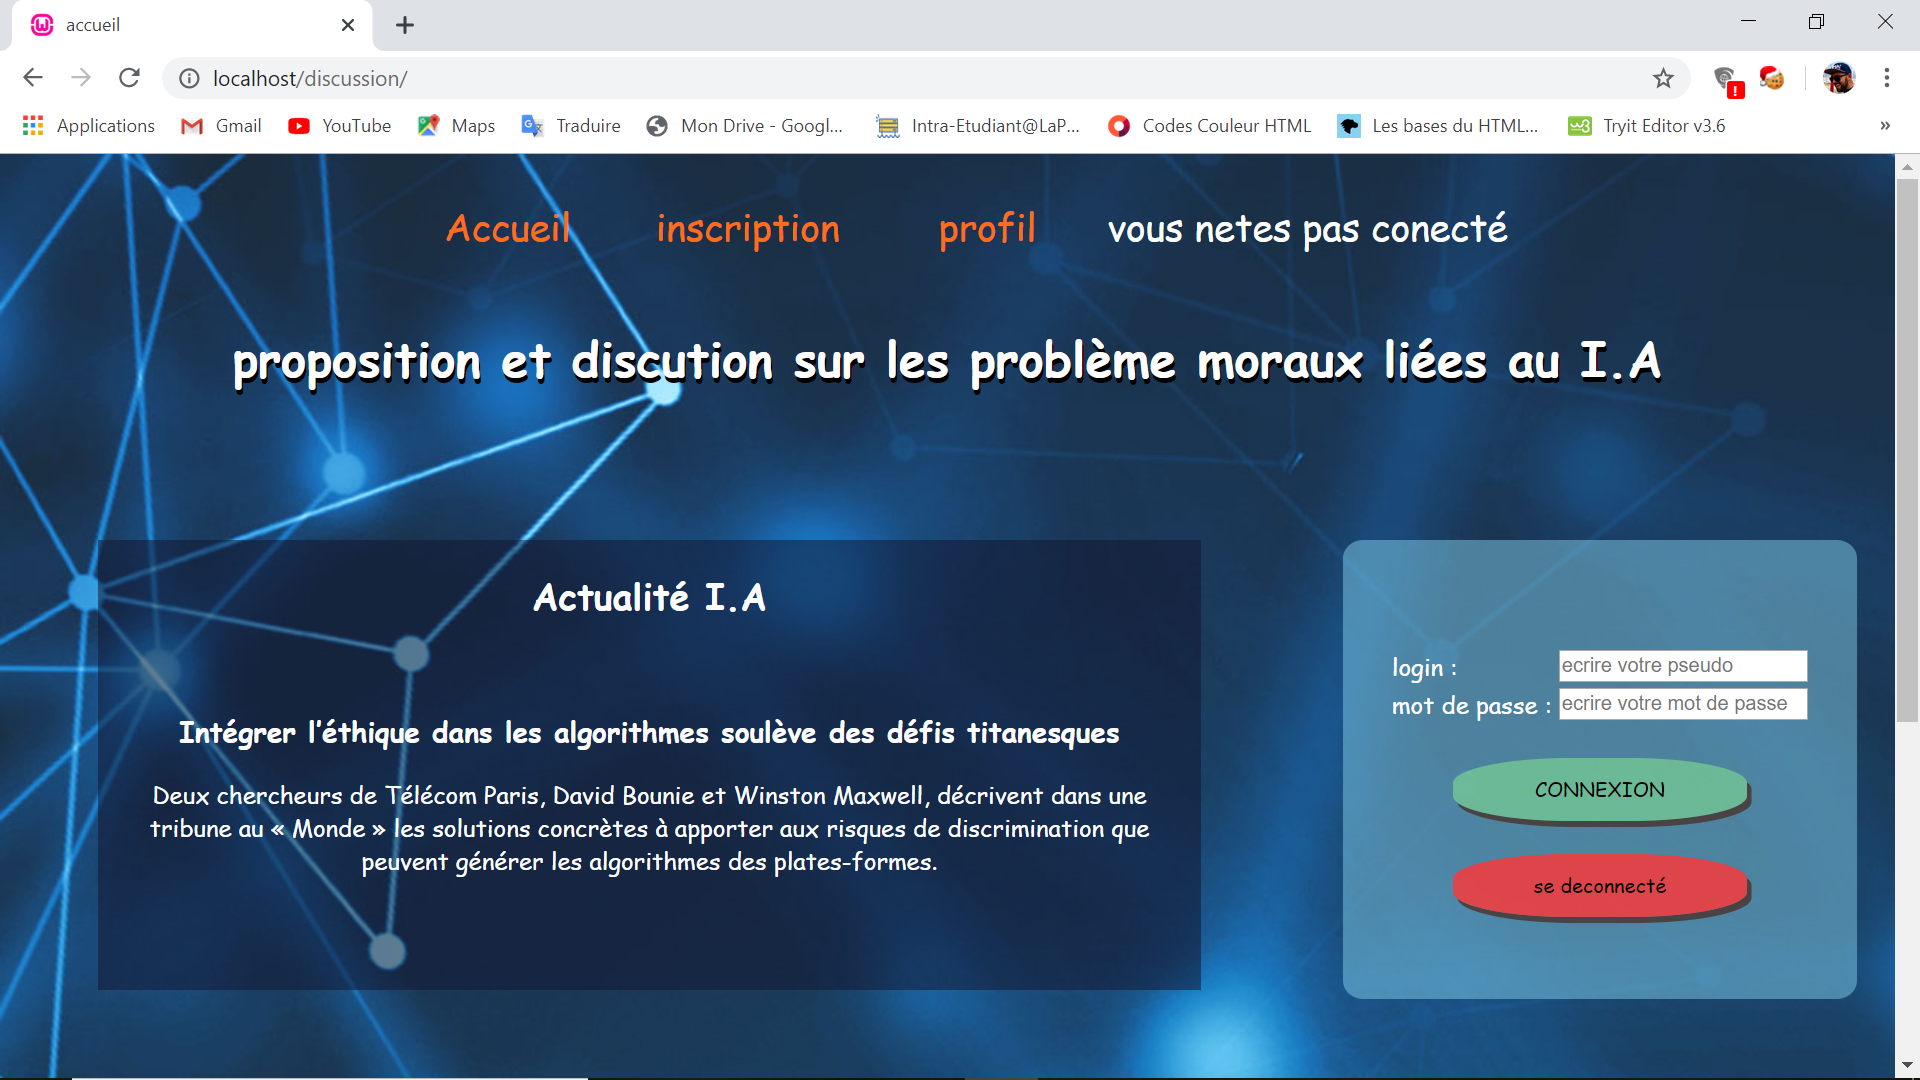 accueil
localhost/discussion/
Applications Gmail YouTube Maps Traduire Mon Drive - Googl... Intra-Etudiant@LaP... Codes Couleur HTML Les bases du HTML... Tryit Editor v3.6 »
Accueil inscription profil vous netes pas conecté
proposition et discution sur les problème moraux liées au I.A
Actualité I.A
Intégrer l'éthique dans les algorithmes soulève des défis titanesques
Deux chercheurs de Télécom Paris, David Bounie et Winston Maxwell, décrivent dans une
tribune au « Monde » les solutions concrètes à apporter aux risques de discrimination que
peuvent générer les algorithmes des plates-formes.
login : ecrire votre pseudo
mot de passe : ecrire votre mot de passe
CONNEXION
se deconnecté